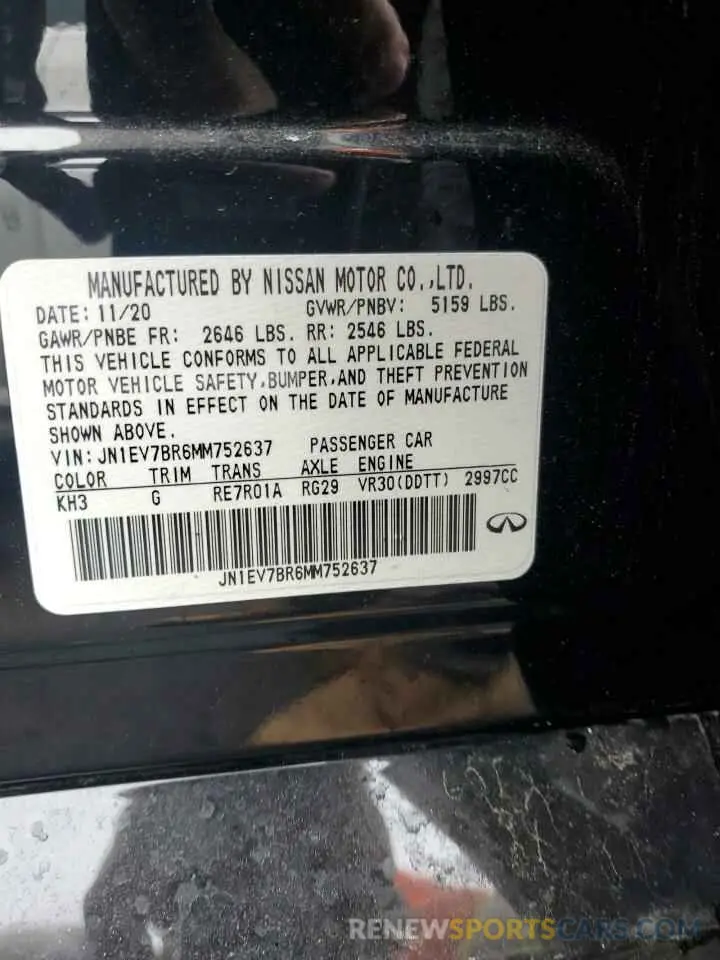 MANUFACTURED BY NISSAN MOTOR CO.,LTD.
DATE: 11/20 GVWR/PNBV: 5159 LBS.
GAWR/PNBE FR: 2646 LBS. RR: 2546 LBS.
THIS VEHICLE CONFORMS TO ALL APPLICABLE FEDERAL
MOTOR VEHICLE SAFETY,BUMPER,AND THEFT PREVENTION
STANDARDS IN EFFECT ON THE DATE OF MANUFACTURE
SHOWN ABOVE.
VIN: JN1EV7BR6MM752637 PASSENGER CAR
COLOR TRIM TRANS AXLE ENGINE
KH3 G RE7R01A RG29 VR30(DDTT) 2997CC
JN1EV7BR6MM752637
RENEWSPORTSCARS.COM